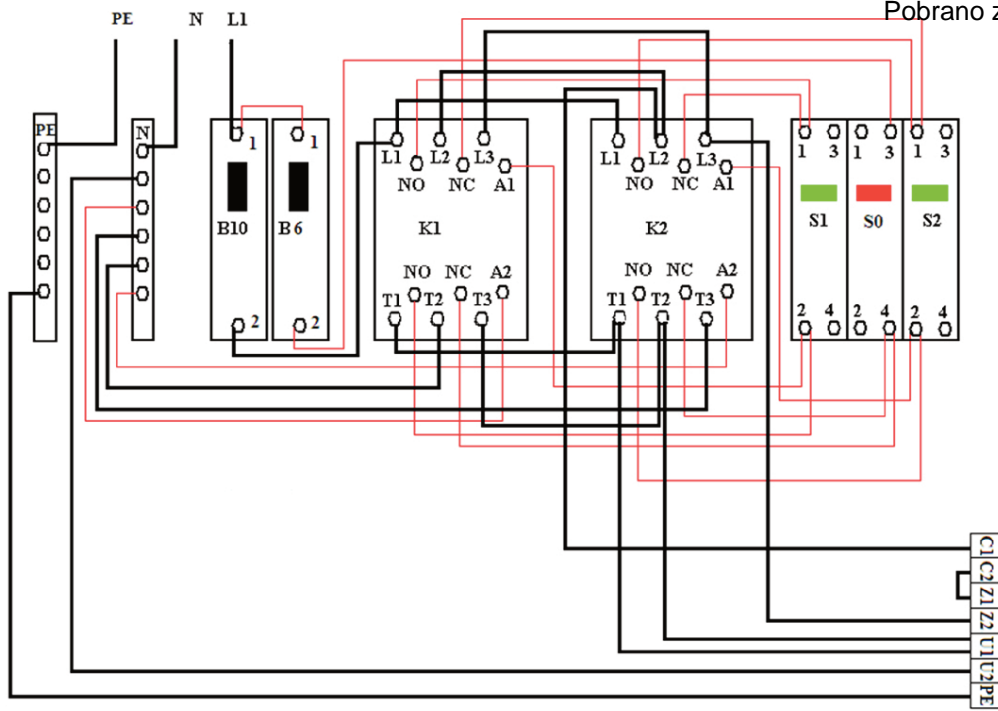 Pobrano z
PE N L1
PE N 1 1 L1 L2 L3 L1 L2 L3 1 3 1 3 1 3
NO NC A1 NO NC A1
B10 B6 K1 K2 S1 S0 S2
NO NC A2 NO NC A2
T1 T2 T3 T1 T2 T3
2 2 2 4 2 4 2 4
C1
C2
Z1
Z2
U1
U2
PE